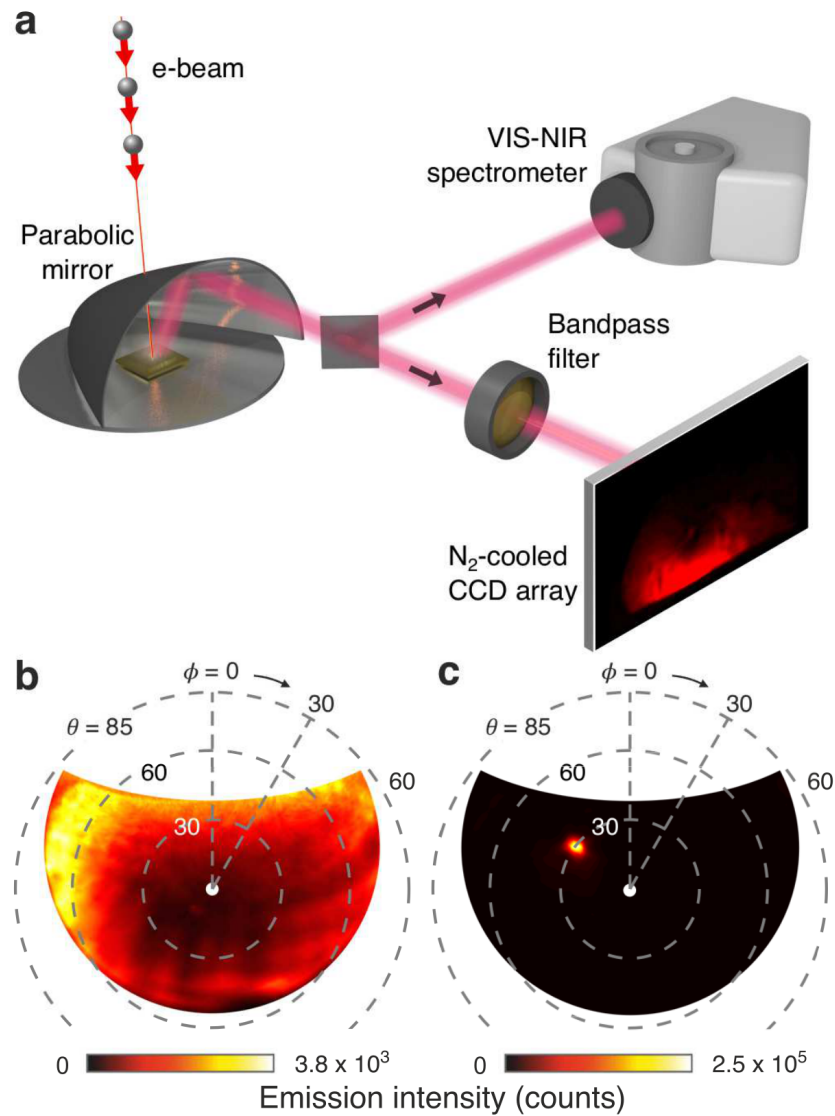 a
e-beam
VIS-NIR
spectrometer
Parabolic
mirror
Bandpass
filter
N₂-cooled
CCD array
b
ϕ = 0
30
θ = 85
60
60
30
0
3.8 x 10³
c
ϕ = 0
30
θ = 85
60
60
30
0
2.5 x 10⁵
Emission intensity (counts)